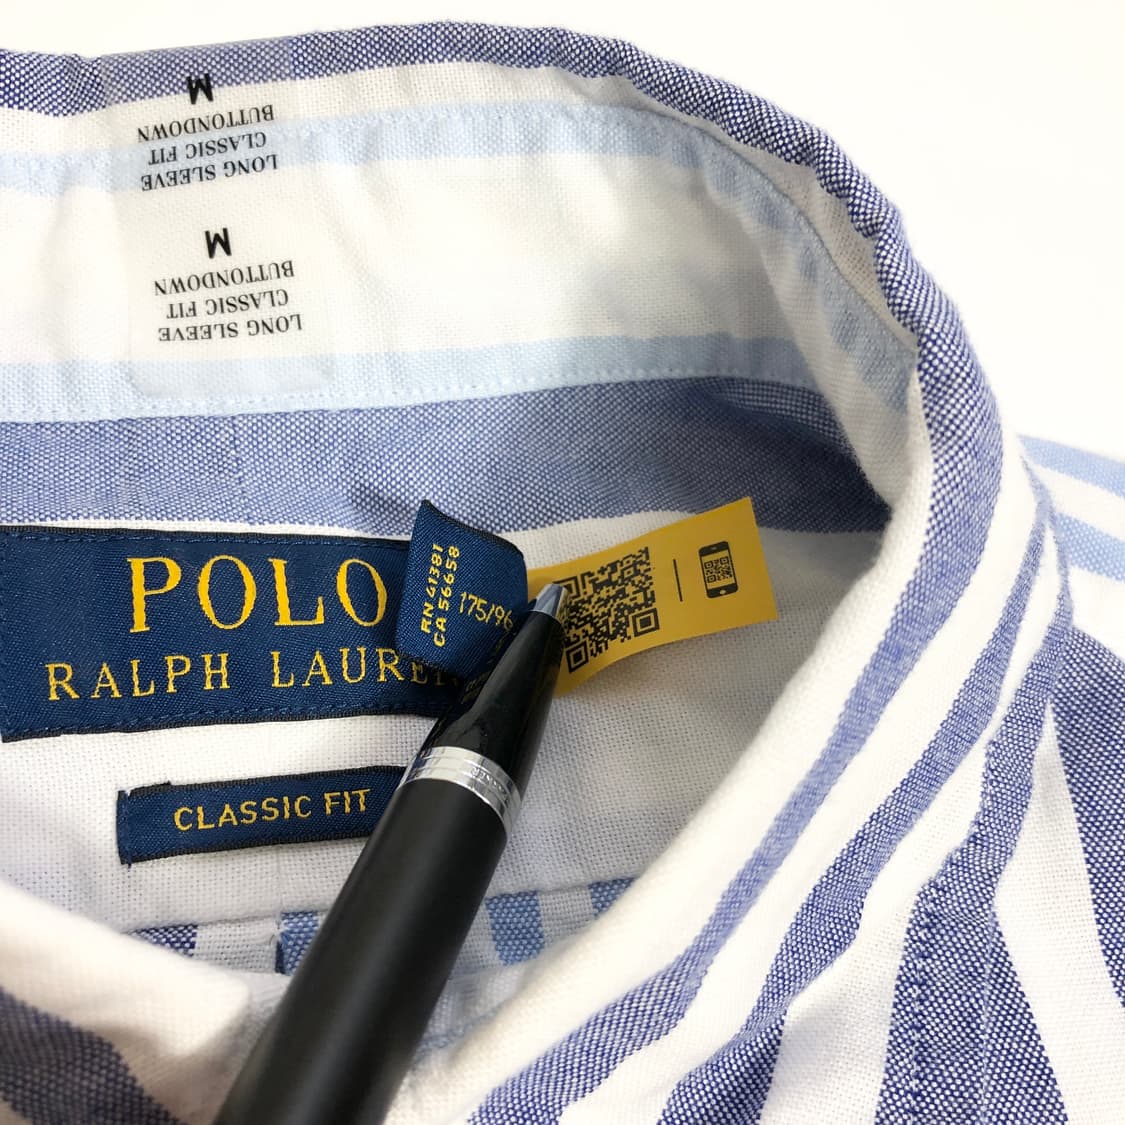 M
BUTTONDOWN
CLASSIC FIT
LONG SLEEVE
M
BUTTONDOWN
CLASSIC FIT
LONG SLEEVE
POLO
RALPH
CLASSIC FIT
RN 41381
CA 56658
175/96